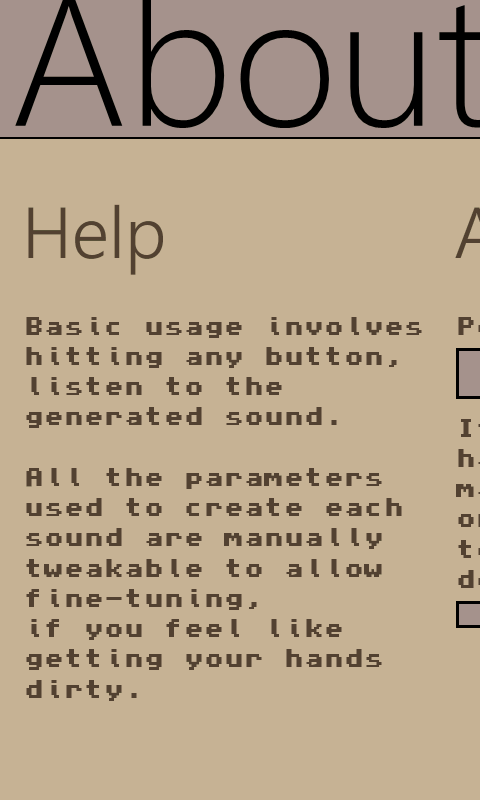 About
Help
Basic usage involves
hitting any button,
listen to the
generated sound.
All the parameters
used to create each
sound are manually
tweakable to allow
fine-tuning,
if you feel like
getting your hands
dirty.